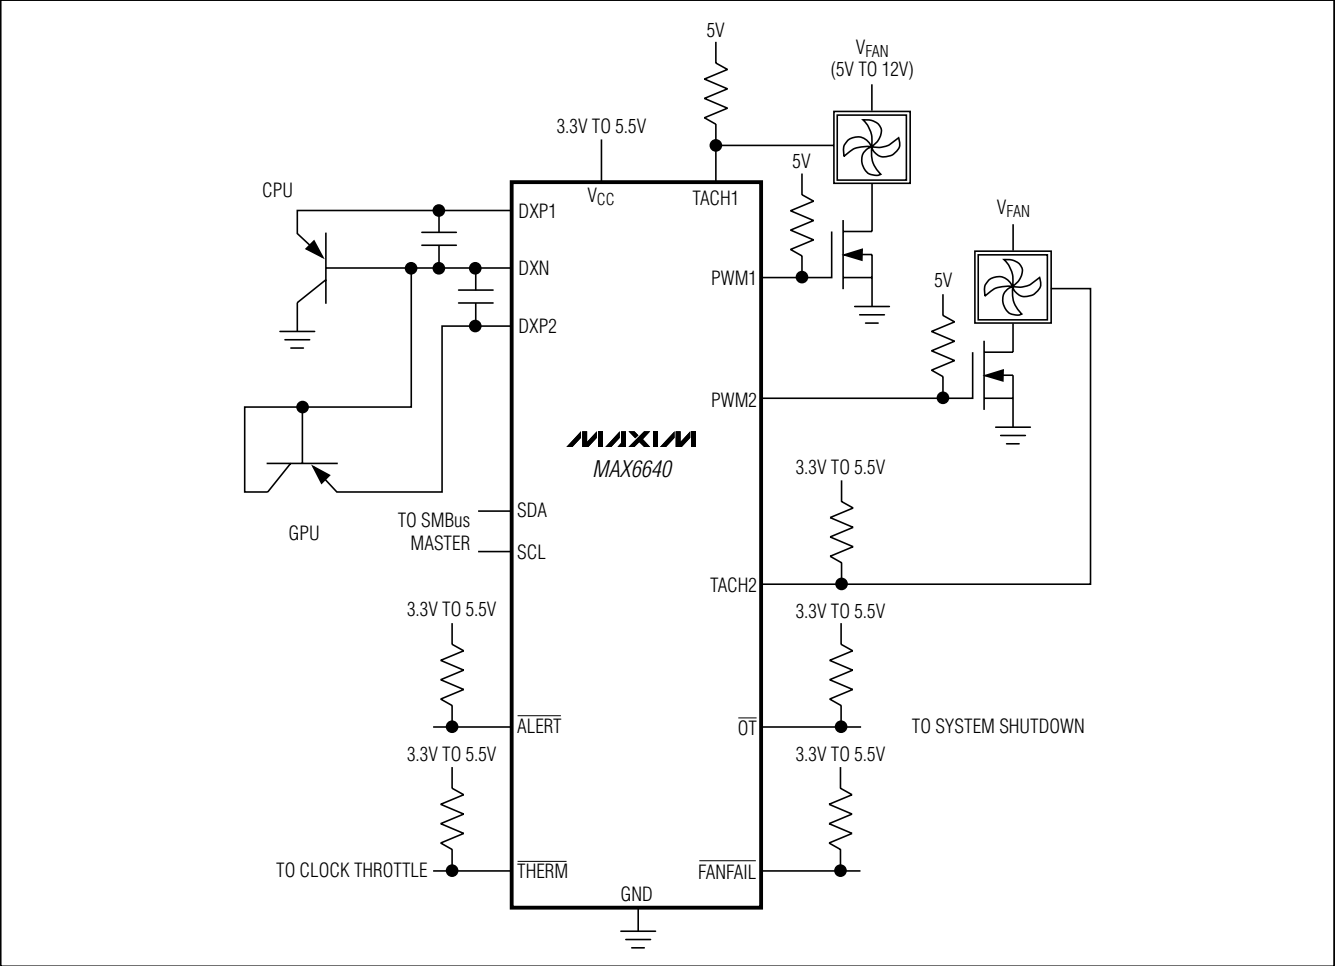 5V
VFAN
(5V TO 12V)
3.3V TO 5.5V
5V
CPU
VCC
TACH1
DXP1
VFAN
DXN
PWM1
5V
DXP2
PWM2
MAXIM
MAX6640
3.3V TO 5.5V
SDA
TO SMBus
MASTER
GPU
SCL
TACH2
3.3V TO 5.5V
3.3V TO 5.5V
ALERT
OT
TO SYSTEM SHUTDOWN
3.3V TO 5.5V
3.3V TO 5.5V
TO CLOCK THROTTLE
THERM
FANFAIL
GND